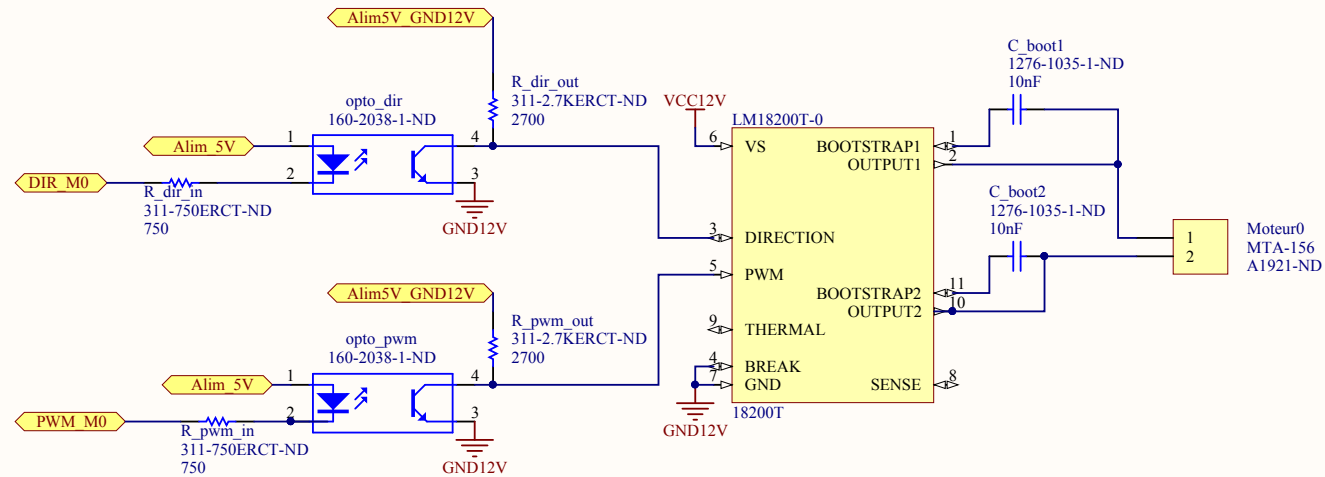 Alim5V_GND12V
R_dir_out
311-2.7KERCT-ND
2700
opto_dir
160-2038-1-ND
Alim_5V
1
2
4
3
DIR_M0
R_dir_in
311-750ERCT-ND
750
GND12V
Alim5V_GND12V
R_pwm_out
311-2.7KERCT-ND
2700
opto_pwm
160-2038-1-ND
Alim_5V
1
2
4
3
PWM_M0
R_pwm_in
311-750ERCT-ND
750
GND12V
VCC12V
LM18200T-0
6
VS
3
DIRECTION
5
PWM
9
THERMAL
4
BREAK
7
GND
18200T
GND12V
BOOTSTRAP1
1
OUTPUT1
2
BOOTSTRAP2
11
OUTPUT2
10
SENSE
8
C_boot1
1276-1035-1-ND
10nF
C_boot2
1276-1035-1-ND
10nF
1
2
Moteur0
MTA-156
A1921-ND